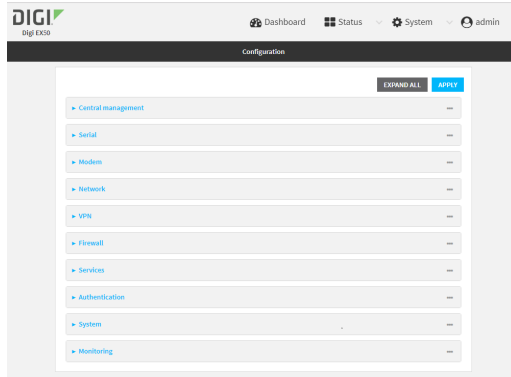 DIGI
Digi EX50
Dashboard Status System admin
Configuration
EXPAND ALL APPLY
Central management
Serial
Modem
Network
VPN
Firewall
Services
Authentication
System
Monitoring